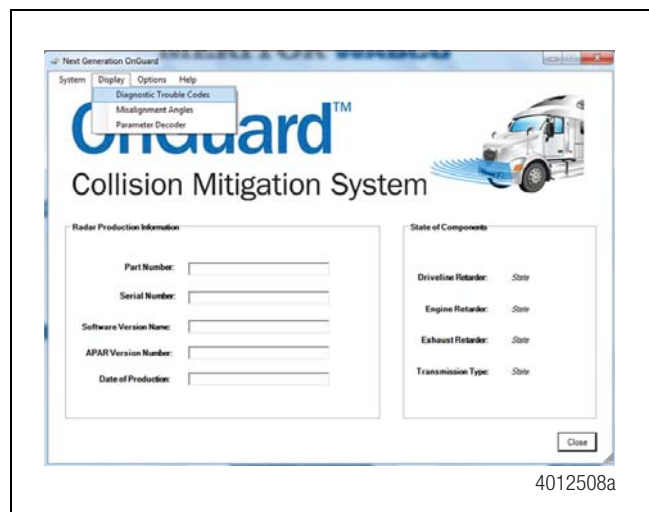 MERITOR WABCO
Next Generation OnGuard
System Display Options Help
Diagnostic Trouble Codes
Misalignment Angles
Parameter Decoder
OnGuard™
Collision Mitigation System
Radar Production Information
Part Number:
Serial Number:
Software Version Name:
APAR Version Number:
Date of Production:
State of Components
Driveline Retarder: State
Engine Retarder: State
Exhaust Retarder: State
Transmission Type: State
Close
4012508a